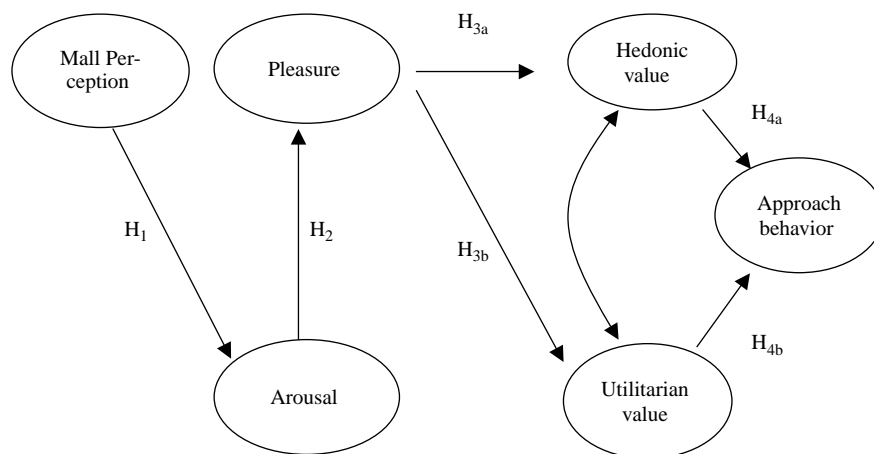 H3a
Mall Per-
ception
Pleasure
Hedonic
value
H4a
Approach
behavior
H1
H2
H3b
H4b
Arousal
Utilitarian
value